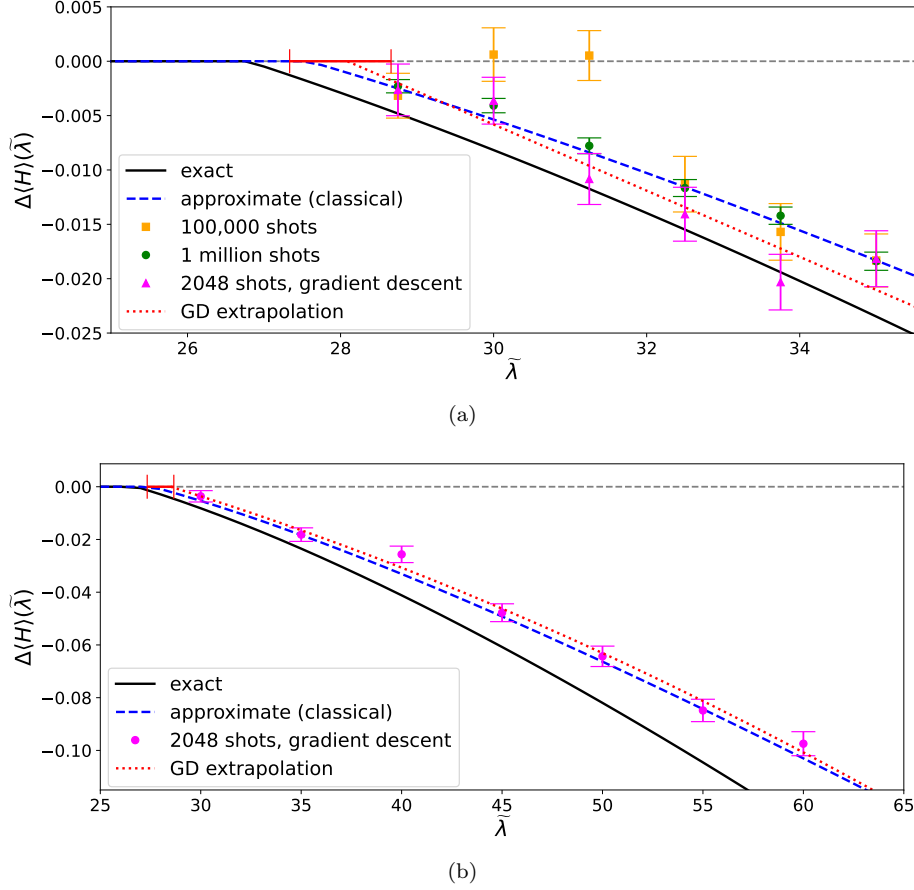 0.005
0.000
−0.005
−0.010
−0.015
−0.020
−0.025
Δ⟨H⟩(λ̃)
exact
approximate (classical)
100,000 shots
1 million shots
2048 shots, gradient descent
GD extrapolation
26 28 30 32 34
λ̃
(a)
0.00
−0.02
−0.04
−0.06
−0.08
−0.10
Δ⟨H⟩(λ̃)
exact
approximate (classical)
2048 shots, gradient descent
GD extrapolation
25 30 35 40 45 50 55 60 65
λ̃
(b)